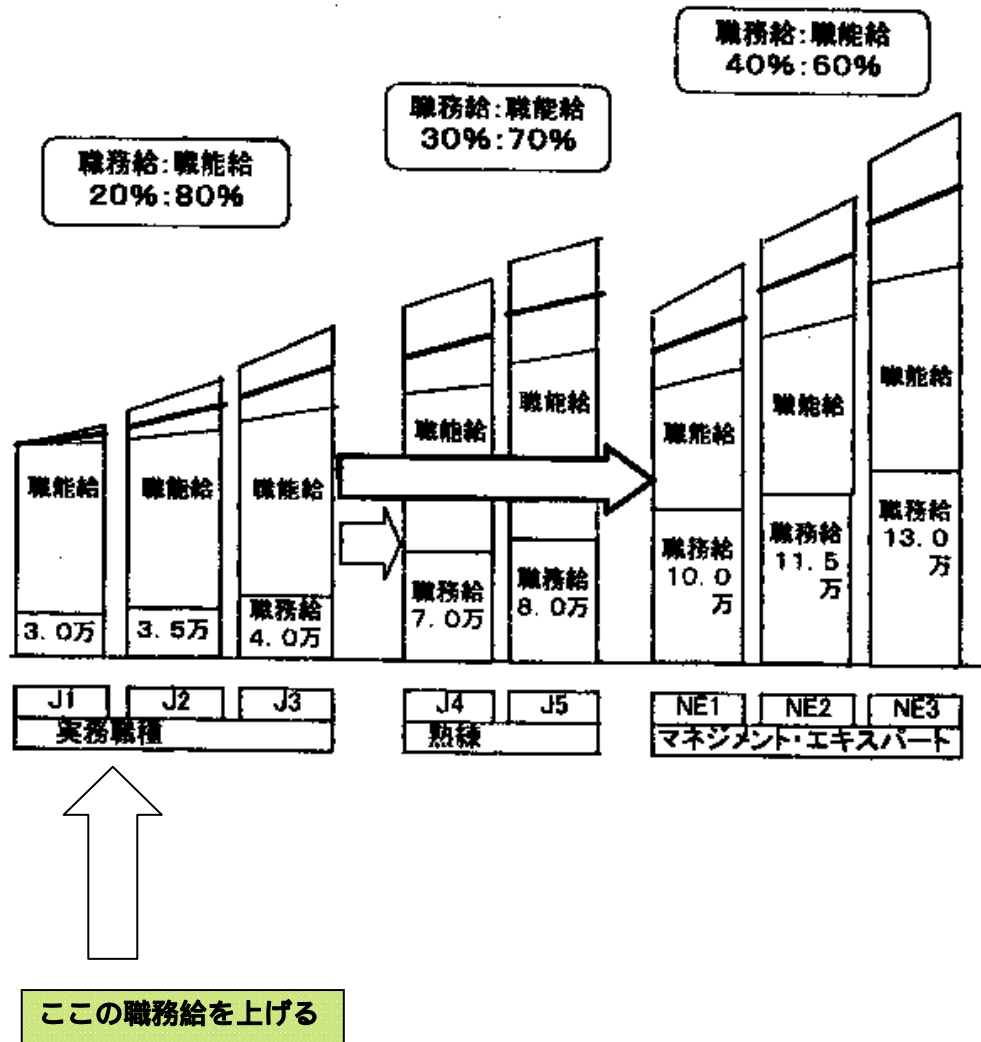 職務給:職能給
40%:60%
職務給:職能給
30%:70%
職務給:職能給
20%:80%
職能給
職能給
職能給
職能給
職能給
職能給
職能給
職能給
3.0万
3.5万
職務給
4.0万
職務給
7.0万
職務給
8.0万
職務給
10.0
万
職務給
11.5
万
職務給
13.0
万
J1
J2
J3
J4
J5
NE1
NE2
NE3
実務職種
熟練
マネジメント・エキスパート
ここの職務給を上げる